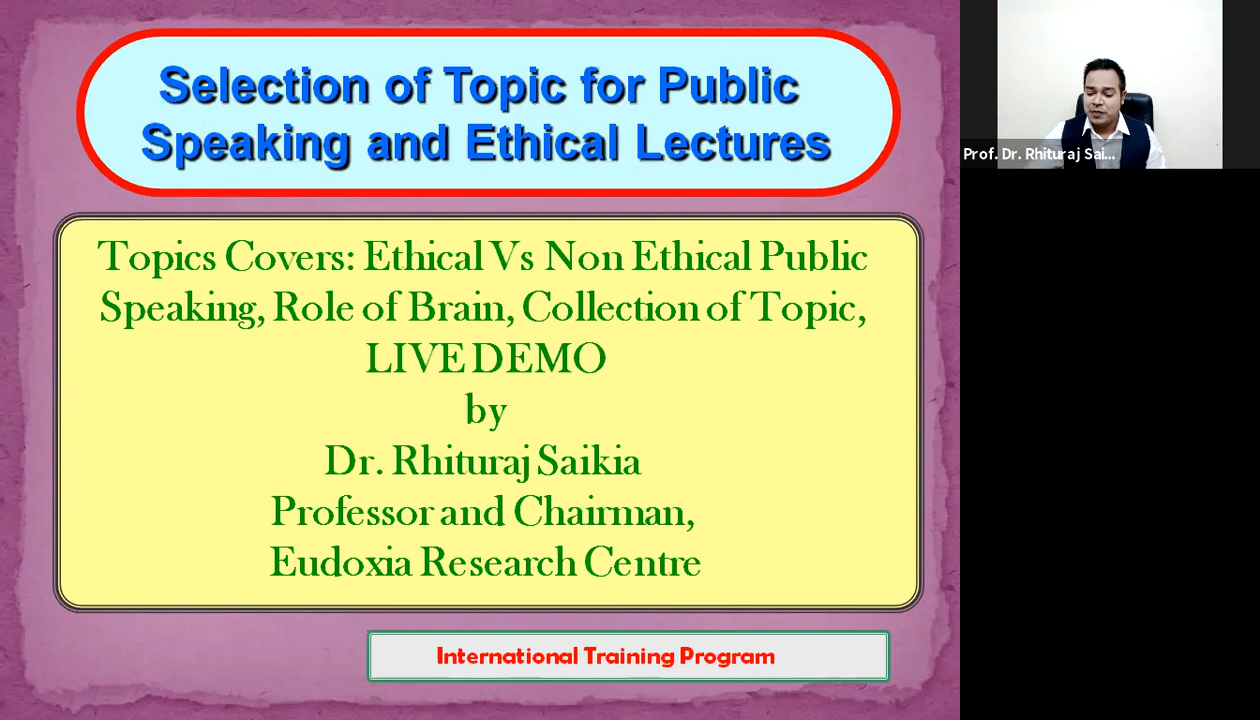 Selection of Topic for Public
Speaking and Ethical Lectures
Topics Covers: Ethical Vs Non Ethical Public
Speaking, Role of Brain, Collection of Topic,
LIVE DEMO
by
Dr. Rhituraj Saikia
Professor and Chairman,
Eudoxia Research Centre
International Training Program
Prof. Dr. Rhituraj Sai...